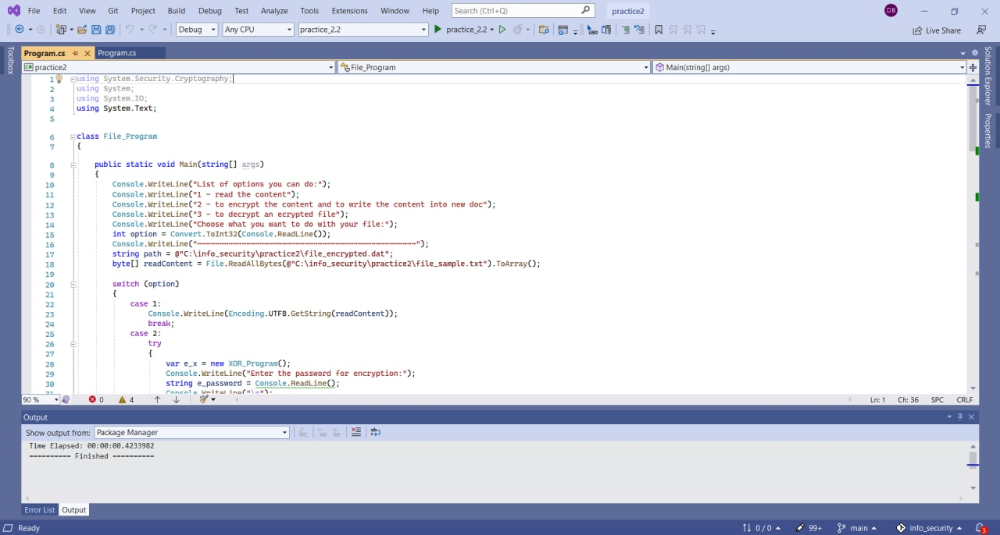 File Edit View Git Project Build Debug Test Analyze Tools Extensions Window Help Search (Ctrl+Q) practice2 DB
Debug Any CPU practice_2.2 practice_2.2 Live Share
Toolbox
Program.cs Program.cs
Solution Explorer
Properties
practice2 File_Program Main(string[] args)
1 using System.Security.Cryptography;
2 using System;
3 using System.IO;
4 using System.Text;
5
6 class File_Program
7 {
8 public static void Main(string[] args)
9 {
10 Console.WriteLine("List of options you can do:");
11 Console.WriteLine("1 - read the content");
12 Console.WriteLine("2 - to encrypt the content and to write the content into new doc");
13 Console.WriteLine("3 - to decrypt an ecrypted file");
14 Console.WriteLine("Choose what you want to do with your file:");
15 int option = Convert.ToInt32(Console.ReadLine());
16 Console.WriteLine("~~~~~~~~~~~~~~~~~~~~~~~~~~~~~~~~~~~~~~~~~~~~~~~~~");
17 string path = @"C:\info_security\practice2\file_encrypted.dat";
18 byte[] readContent = File.ReadAllBytes(@"C:\info_security\practice2\file_sample.txt").ToArray();
19
20 switch (option)
21 {
22 case 1:
23 Console.WriteLine(Encoding.UTF8.GetString(readContent));
24 break;
25 case 2:
26 try
27 {
28 var e_x = new XOR_Program();
29 Console.WriteLine("Enter the password for encryption:");
30 string e_password = Console.ReadLine();
31 Console.WriteLine("\n");
90 % 0 4 Ln: 1 Ch: 36 SPC CRLF
Output
Show output from: Package Manager
Time Elapsed: 00:00:00.4233982
========== Finished ==========
Error List Output
Ready 0 / 0 99+ main info_security 3